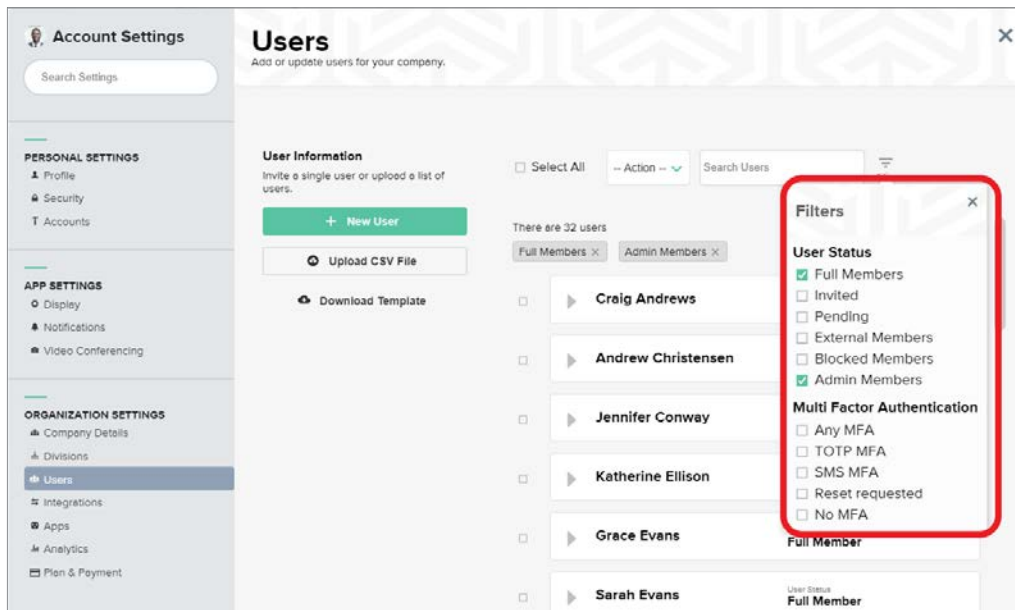 Account Settings
Search Settings
PERSONAL SETTINGS
Profile
Security
T Accounts
APP SETTINGS
Display
Notifications
Video Conferencing
ORGANIZATION SETTINGS
Company Details
Divisions
Users
Integrations
Apps
Analytics
Plan & Payment
Users
Add or update users for your company.
User Information
Invite a single user or upload a list of
users.
+ New User
Upload CSV File
Download Template
Select All
-- Action --
Search Users
There are 32 users
Full Members ×
Admin Members ×
Craig Andrews
Andrew Christensen
Jennifer Conway
Katherine Ellison
Grace Evans
Full Member
Sarah Evans
User Status
Full Member
Filters
User Status
Full Members
Invited
Pending
External Members
Blocked Members
Admin Members
Multi Factor Authentication
Any MFA
TOTP MFA
SMS MFA
Reset requested
No MFA